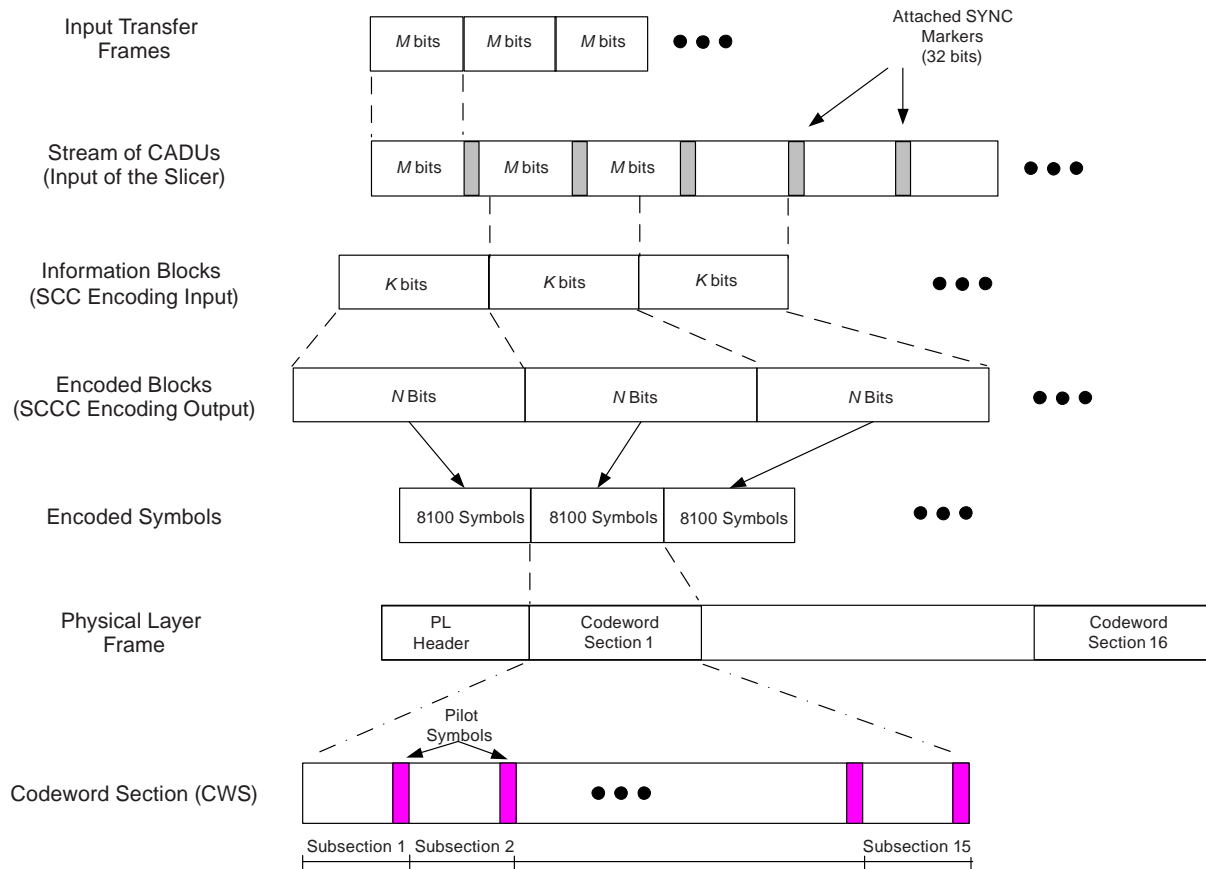 Input Transfer
Frames
M bits
M bits
M bits
Attached SYNC
Markers
(32 bits)
Stream of CADUs
(Input of the Slicer)
M bits
M bits
M bits
Information Blocks
(SCC Encoding Input)
K bits
K bits
K bits
Encoded Blocks
(SCCC Encoding Output)
N Bits
N Bits
N Bits
Encoded Symbols
8100 Symbols
8100 Symbols
8100 Symbols
Physical Layer
Frame
PL
Header
Codeword
Section 1
Codeword
Section 16
Pilot
Symbols
Codeword Section (CWS)
Subsection 1
Subsection 2
Subsection 15